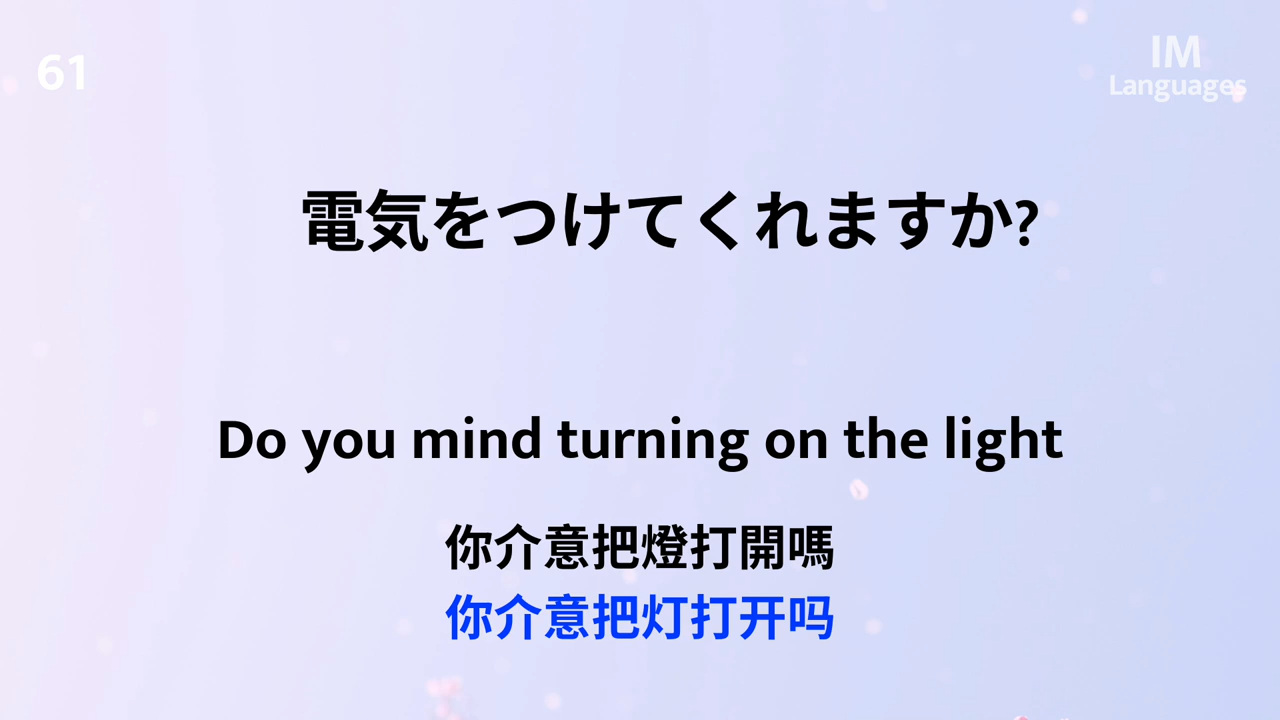 61
IM
Languages
電気をつけてくれますか?
Do you mind turning on the light
你介意把燈打開嗎
你介意把灯打开吗